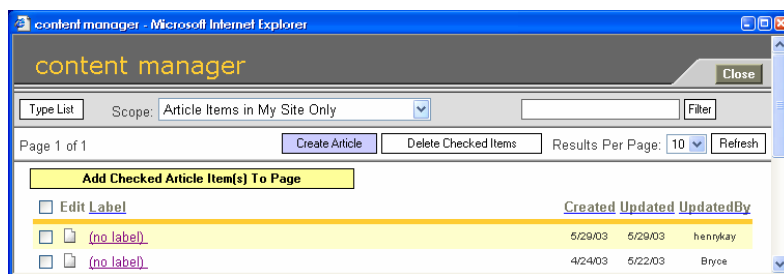 content manager - Microsoft Internet Explorer
content manager
Close
Type List Scope: Article Items in My Site Only Filter
Page 1 of 1 Create Article Delete Checked Items Results Per Page: 10 Refresh
Add Checked Article Item(s) To Page
Edit Label Created Updated UpdatedBy
(no label) 5/29/03 5/29/03 henrykay
(no label) 4/24/03 5/22/03 Bryce